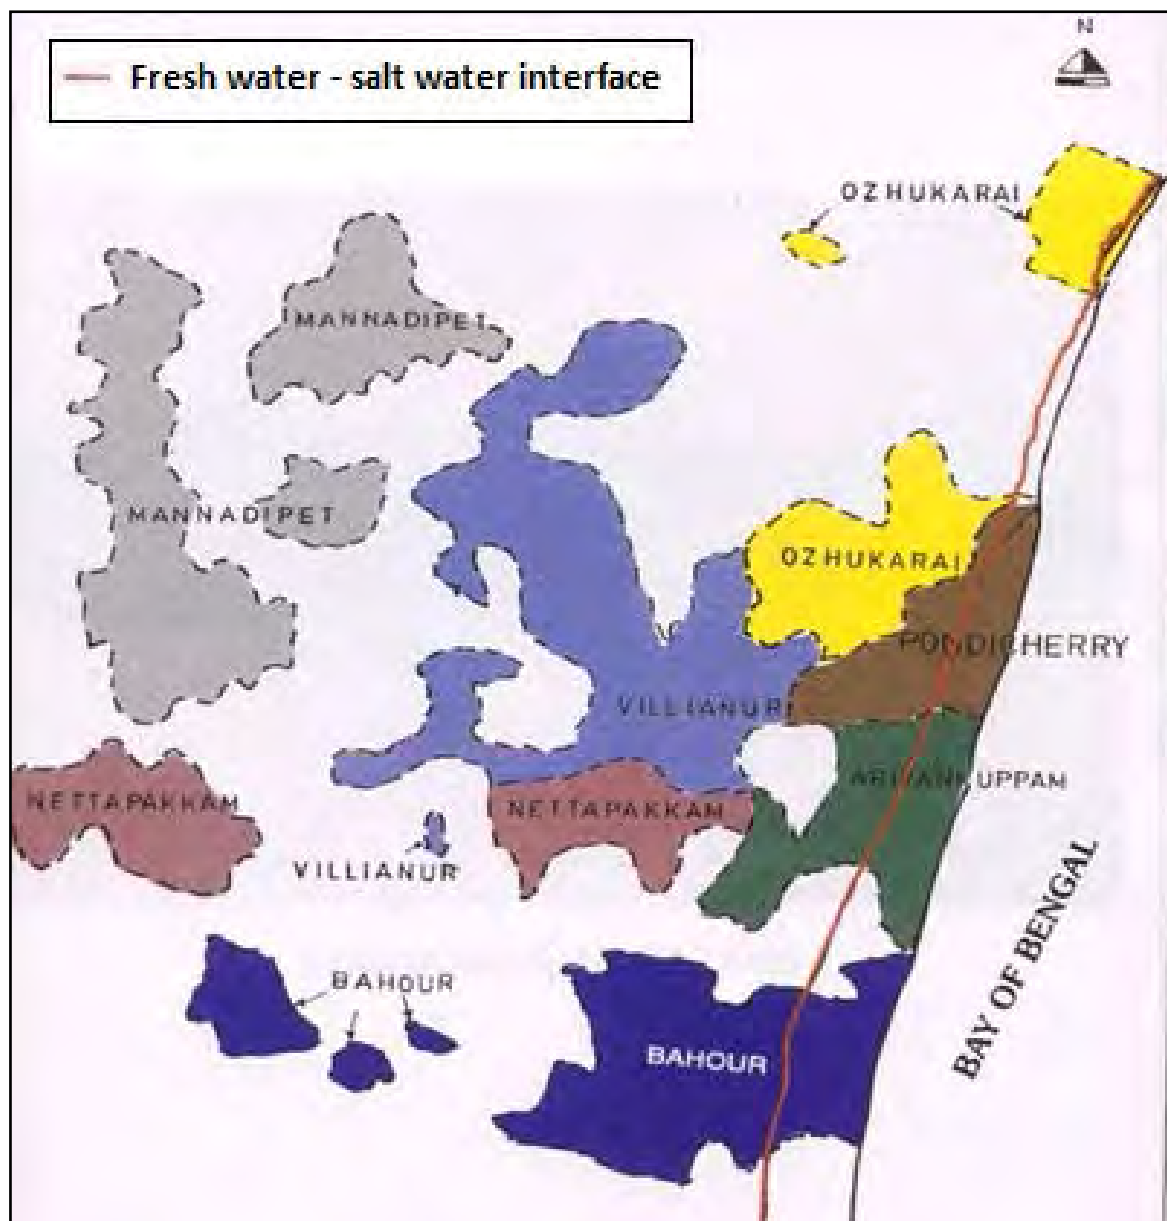 N
Fresh water - salt water interface
OZHUKARAI
MANNADIPET
MANNADIPET
OZHUKARAI
PONDICHERRY
VILLIANUR
ARIYANKUPPAM
NETTAPAKKAM
NETTAPAKKAM
VILLIANUR
BAY OF BENGAL
BAHOUR
BAHOUR